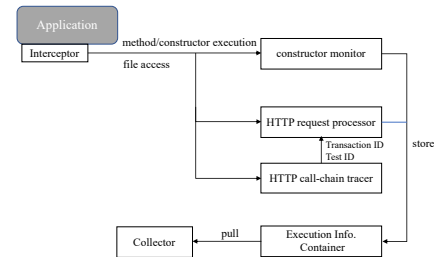 Application
Interceptor
method/constructor execution
file access
constructor monitor
HTTP request processor
Transaction ID
Test ID
store
HTTP call-chain tracer
Collector
pull
Execution Info.
Container